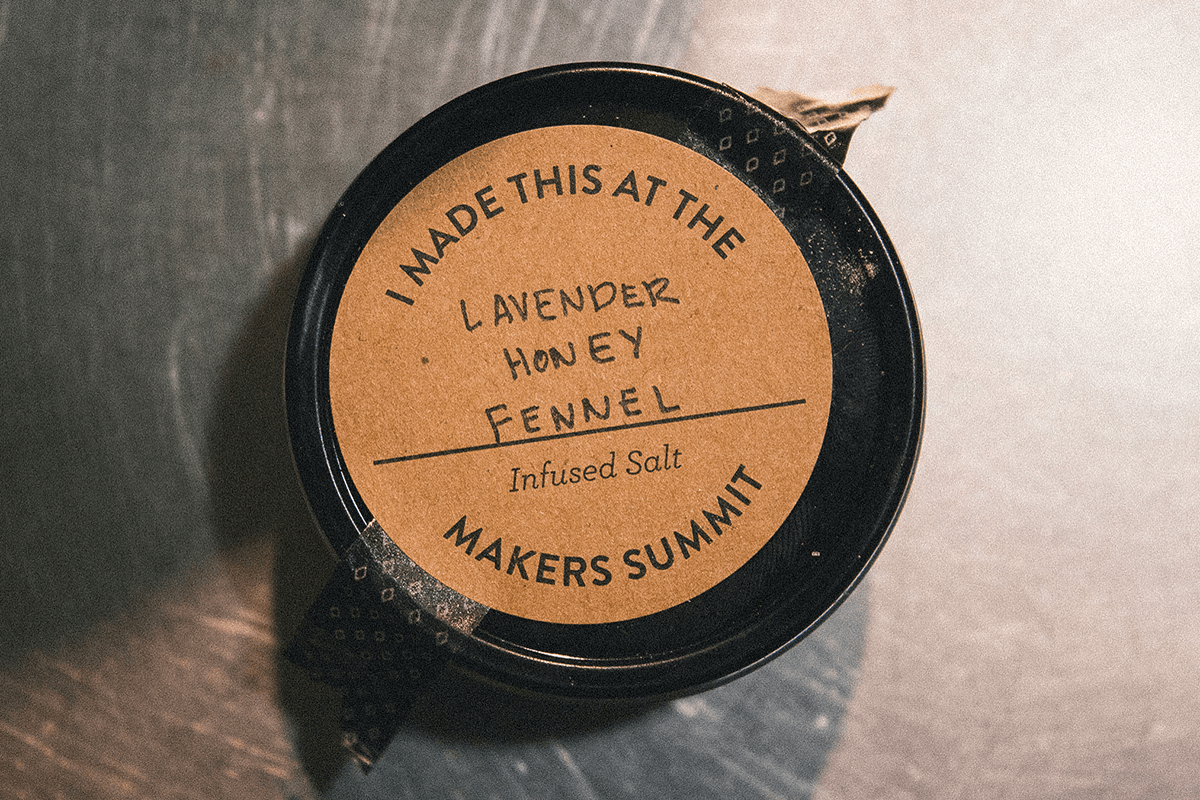 I MADE THIS AT THE
LAVENDER
HONEY
FENNEL
Infused Salt
MAKERS SUMMIT